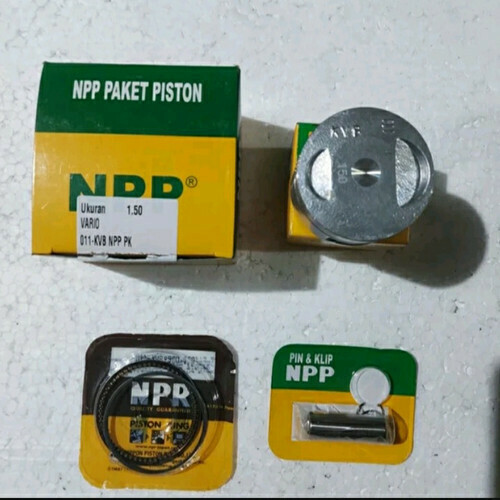 NPP PAKET PISTON
NPP®
Ukuran 1.50
VARIO
011-KVB NPP PK
KVB
150
NPR
PISTON RING
PIN & KLIP
NPP